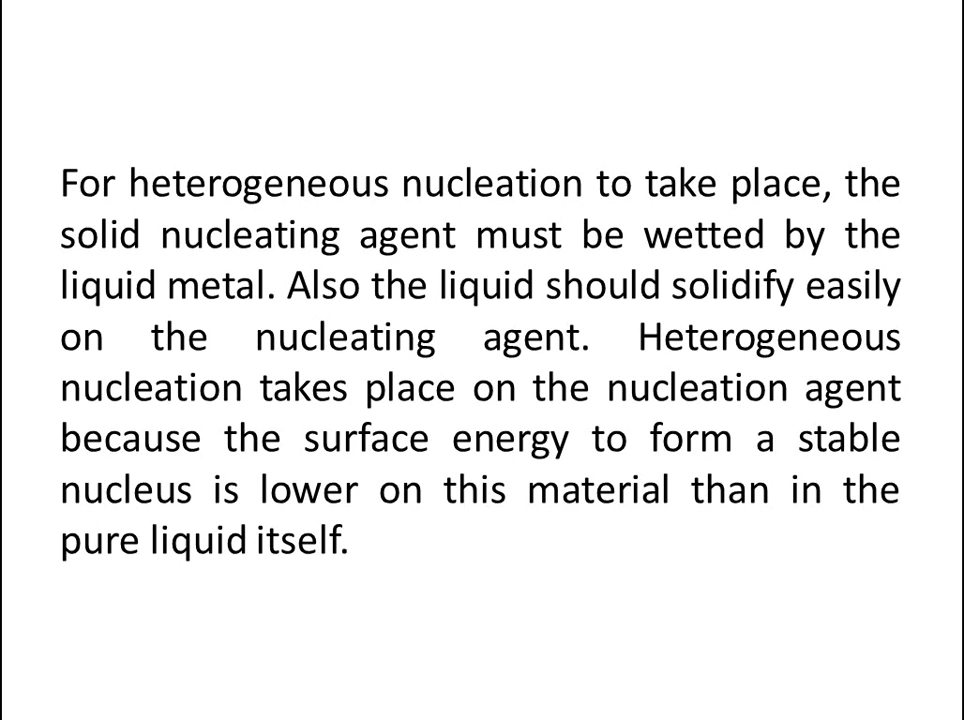 For heterogeneous nucleation to take place, the
solid nucleating agent must be wetted by the
liquid metal. Also the liquid should solidify easily
on the nucleating agent. Heterogeneous
nucleation takes place on the nucleation agent
because the surface energy to form a stable
nucleus is lower on this material than in the
pure liquid itself.